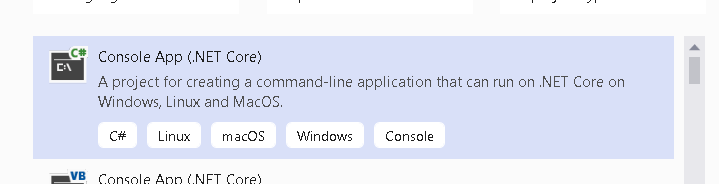 C#
C:\
Console App (.NET Core)
A project for creating a command-line application that can run on .NET Core on
Windows, Linux and MacOS.
C# Linux macOS Windows Console
VB
Console App (.NET Core)